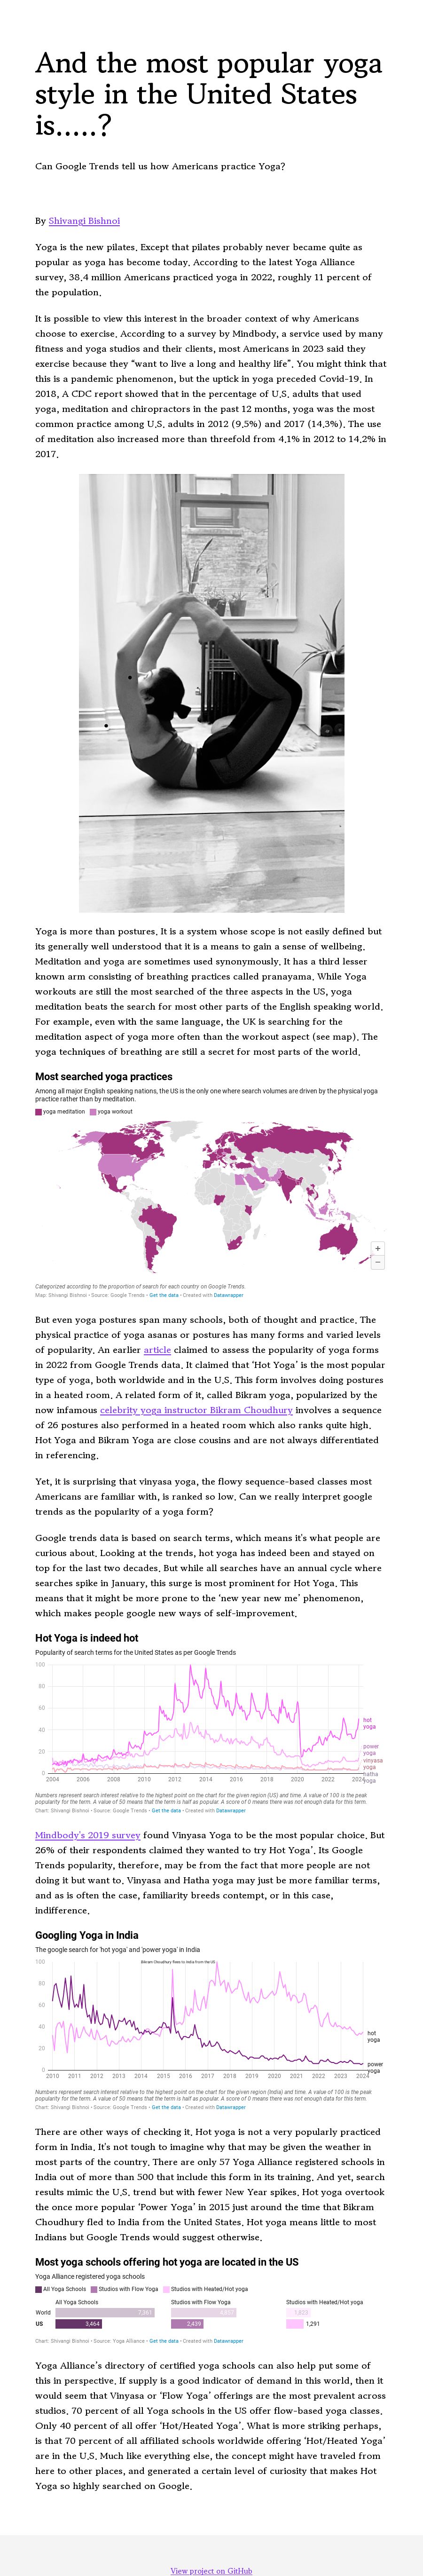 And the most popular yoga
style in the United States
is.....?
Can Google Trends tell us how Americans practice Yoga?
By Shivangi Bishnoi
Yoga is the new pilates. Except that pilates probably never became quite as
popular as yoga has become today. According to the latest Yoga Alliance
survey, 38.4 million Americans practiced yoga in 2022, roughly 11 percent of
the population.
It is possible to view this interest in the broader context of why Americans
choose to exercise. According to a survey by Mindbody, a service used by many
fitness and yoga studios and their clients, most Americans in 2023 said they
exercise because they “want to live a long and healthy life”. You might think that
this is a pandemic phenomenon, but the uptick in yoga preceded Covid-19. In
2018, A CDC report showed that in the percentage of U.S. adults that used
yoga, meditation and chiropractors in the past 12 months, yoga was the most
common practice among U.S. adults in 2012 (9.5%) and 2017 (14.3%). The use
of meditation also increased more than threefold from 4.1% in 2012 to 14.2% in
2017.
Yoga is more than postures. It is a system whose scope is not easily defined but
its generally well understood that it is a means to gain a sense of wellbeing.
Meditation and yoga are sometimes used synonymously. It has a third lesser
known arm consisting of breathing practices called pranayama. While Yoga
workouts are still the most searched of the three aspects in the US, yoga
meditation beats the search for most other parts of the English speaking world.
For example, even with the same language, the UK is searching for the
meditation aspect of yoga more often than the workout aspect (see map). The
yoga techniques of breathing are still a secret for most parts of the world.
Most searched yoga practices
Among all major English speaking nations, the US is the only one where search volumes are driven by the physical yoga
practice rather than by meditation.
yoga meditation yoga workout
+
−
Categorized according to the proportion of search for each country on Google Trends.
Map: Shivangi Bishnoi • Source: Google Trends • Get the data • Created with Datawrapper
But even yoga postures span many schools, both of thought and practice. The
physical practice of yoga asanas or postures has many forms and varied levels
of popularity. An earlier article claimed to assess the popularity of yoga forms
in 2022 from Google Trends data. It claimed that ‘Hot Yoga’ is the most popular
type of yoga, both worldwide and in the U.S. This form involves doing postures
in a heated room. A related form of it, called Bikram yoga, popularized by the
now infamous celebrity yoga instructor Bikram Choudhury involves a sequence
of 26 postures also performed in a heated room which also ranks quite high.
Hot Yoga and Bikram Yoga are close cousins and are not always differentiated
in referencing.
Yet, it is surprising that vinyasa yoga, the flowy sequence-based classes most
Americans are familiar with, is ranked so low. Can we really interpret google
trends as the popularity of a yoga form?
Google trends data is based on search terms, which means it’s what people are
curious about. Looking at the trends, hot yoga has indeed been and stayed on
top for the last two decades. But while all searches have an annual cycle where
searches spike in January, this surge is most prominent for Hot Yoga. This
means that it might be more prone to the ‘new year new me’ phenomenon,
which makes people google new ways of self-improvement.
Hot Yoga is indeed hot
Popularity of search terms for the United States as per Google Trends
100
80
60
40
20
0
hot
yoga
power
yoga
vinyasa
yoga
hatha
yoga
2004 2006 2008 2010 2012 2014 2016 2018 2020 2022 2024
Numbers represent search interest relative to the highest point on the chart for the given region (US) and time. A value of 100 is the peak
popularity for the term. A value of 50 means that the term is half as popular. A score of 0 means there was not enough data for this term.
Chart: Shivangi Bishnoi • Source: Google Trends • Get the data • Created with Datawrapper
Mindbody’s 2019 survey found Vinyasa Yoga to be the most popular choice. But
26% of their respondents claimed they wanted to try Hot Yoga’. Its Google
Trends popularity, therefore, may be from the fact that more people are not
doing it but want to. Vinyasa and Hatha yoga may just be more familiar terms,
and as is often the case, familiarity breeds contempt, or in this case,
indifference.
Googling Yoga in India
The google search for 'hot yoga' and 'power yoga' in India
100
80
60
40
20
0
Bikram Choudhury flees to India from the US
hot
yoga
power
yoga
2010 2011 2012 2013 2014 2015 2016 2017 2018 2019 2020 2021 2022 2023 2024
Numbers represent search interest relative to the highest point on the chart for the given region (India) and time. A value of 100 is the peak
popularity for the term. A value of 50 means that the term is half as popular. A score of 0 means there was not enough data for this term.
Chart: Shivangi Bishnoi • Source: Google Trends • Get the data • Created with Datawrapper
There are other ways of checking it. Hot yoga is not a very popularly practiced
form in India. It’s not tough to imagine why that may be given the weather in
most parts of the country. There are only 57 Yoga Alliance registered schools in
India out of more than 500 that include this form in its training. And yet, search
results mimic the U.S. trend but with fewer New Year spikes. Hot yoga overtook
the once more popular ‘Power Yoga’ in 2015 just around the time that Bikram
Choudhury fled to India from the United States. Hot yoga means little to most
Indians but Google Trends would suggest otherwise.
Most yoga schools offering hot yoga are located in the US
Yoga Alliance registered yoga schools
All Yoga Schools Studios with Flow Yoga Studios with Heated/Hot yoga
All Yoga Schools Studios with Flow Yoga Studios with Heated/Hot yoga
World 7,361
US 3,464 2,439 1,291
Chart: Shivangi Bishnoi • Source: Yoga Alliance • Get the data • Created with Datawrapper
Yoga Alliance’s directory of certified yoga schools can also help put some of
this in perspective. If supply is a good indicator of demand in this world, then it
would seem that Vinyasa or ‘Flow Yoga’ offerings are the most prevalent across
studios. 70 percent of all Yoga schools in the US offer flow-based yoga classes.
Only 40 percent of all offer ‘Hot/Heated Yoga’. What is more striking perhaps,
is that 70 percent of all affiliated schools worldwide offering ‘Hot/Heated Yoga’
are in the U.S. Much like everything else, the concept might have traveled from
here to other places, and generated a certain level of curiosity that makes Hot
Yoga so highly searched on Google.
View project on GitHub